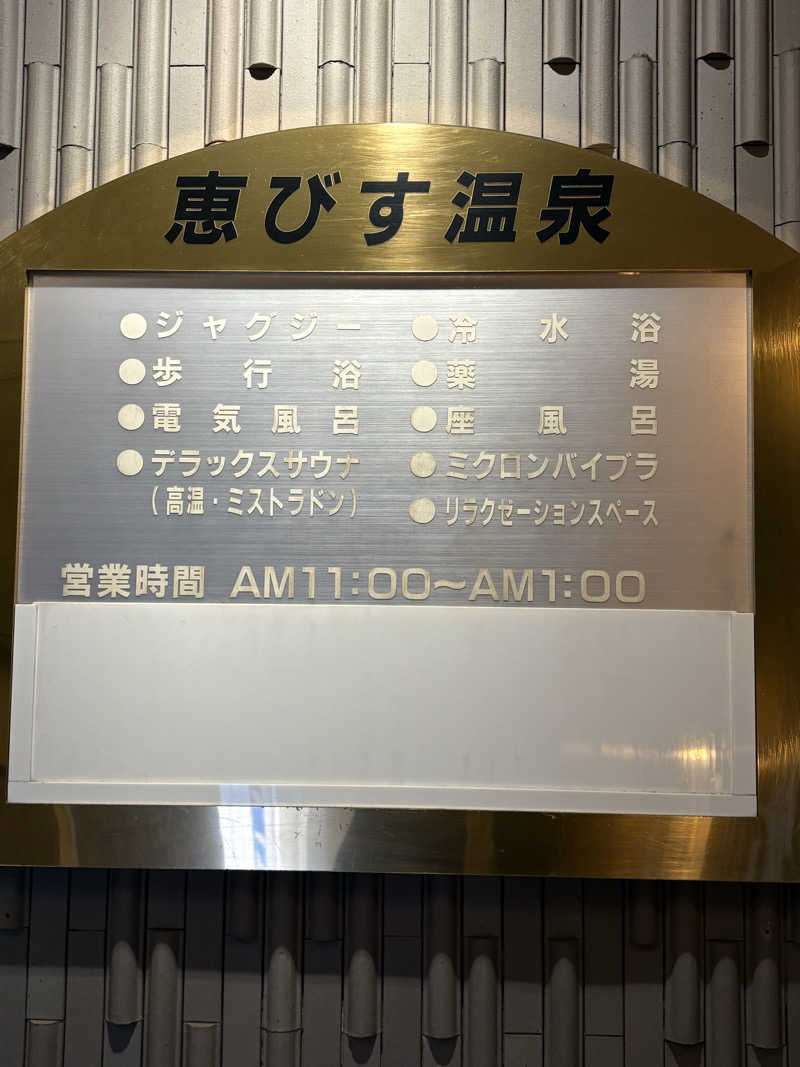 恵びす温泉
●ジャグジー ●冷水浴
●歩行浴 ●薬湯
●電気風呂 ●座風呂
●デラックスサウナ ●ミクロンバイブラ
(高温・ミストラドン) ●リラクゼーションスペース
営業時間 AM11:00〜AM1:00